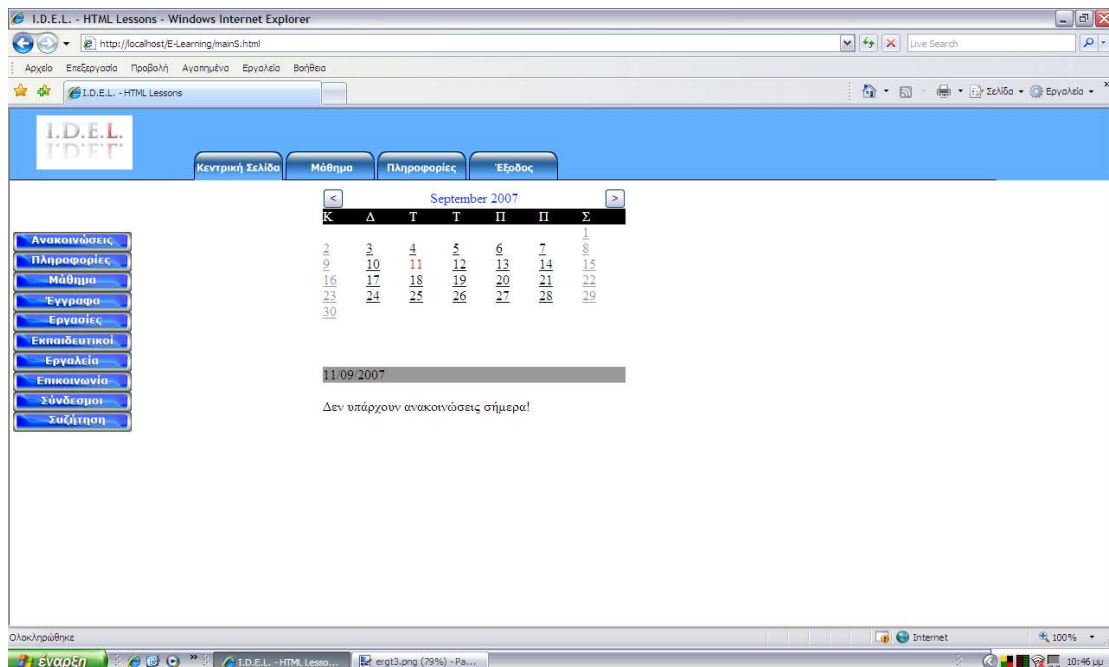 I.D.E.L. - HTML Lessons - Windows Internet Explorer
http://localhost/E-Learning/mainS.html
Live Search
Αρχείο Επεξεργασία Προβολή Αγαπημένα Εργαλεία Βοήθεια
I.D.E.L. - HTML Lessons
Σελίδα Εργαλεία
I.D.E.L.
Κεντρική Σελίδα Μάθημα Πληροφορίες Έξοδος
< September 2007 >
Κ Δ Τ Τ Π Π Σ
1
2 3 4 5 6 7 8
9 10 11 12 13 14 15
16 17 18 19 20 21 22
23 24 25 26 27 28 29
30
Ανακοινώσεις
Πληροφορίες
Μάθημα
Έγγραφα
Εργασίες
Εκπαιδευτικοί
Εργαλεία
Επικοινωνία
Σύνδεσμοι
Συζήτηση
11/09/2007
Δεν υπάρχουν ανακοινώσεις σήμερα!
Ολοκληρώθηκε
Internet
100%
έναρξη
I.D.E.L. - HTML Lesso...
ergt3.png (79%) - Pa...
10:46 μμ